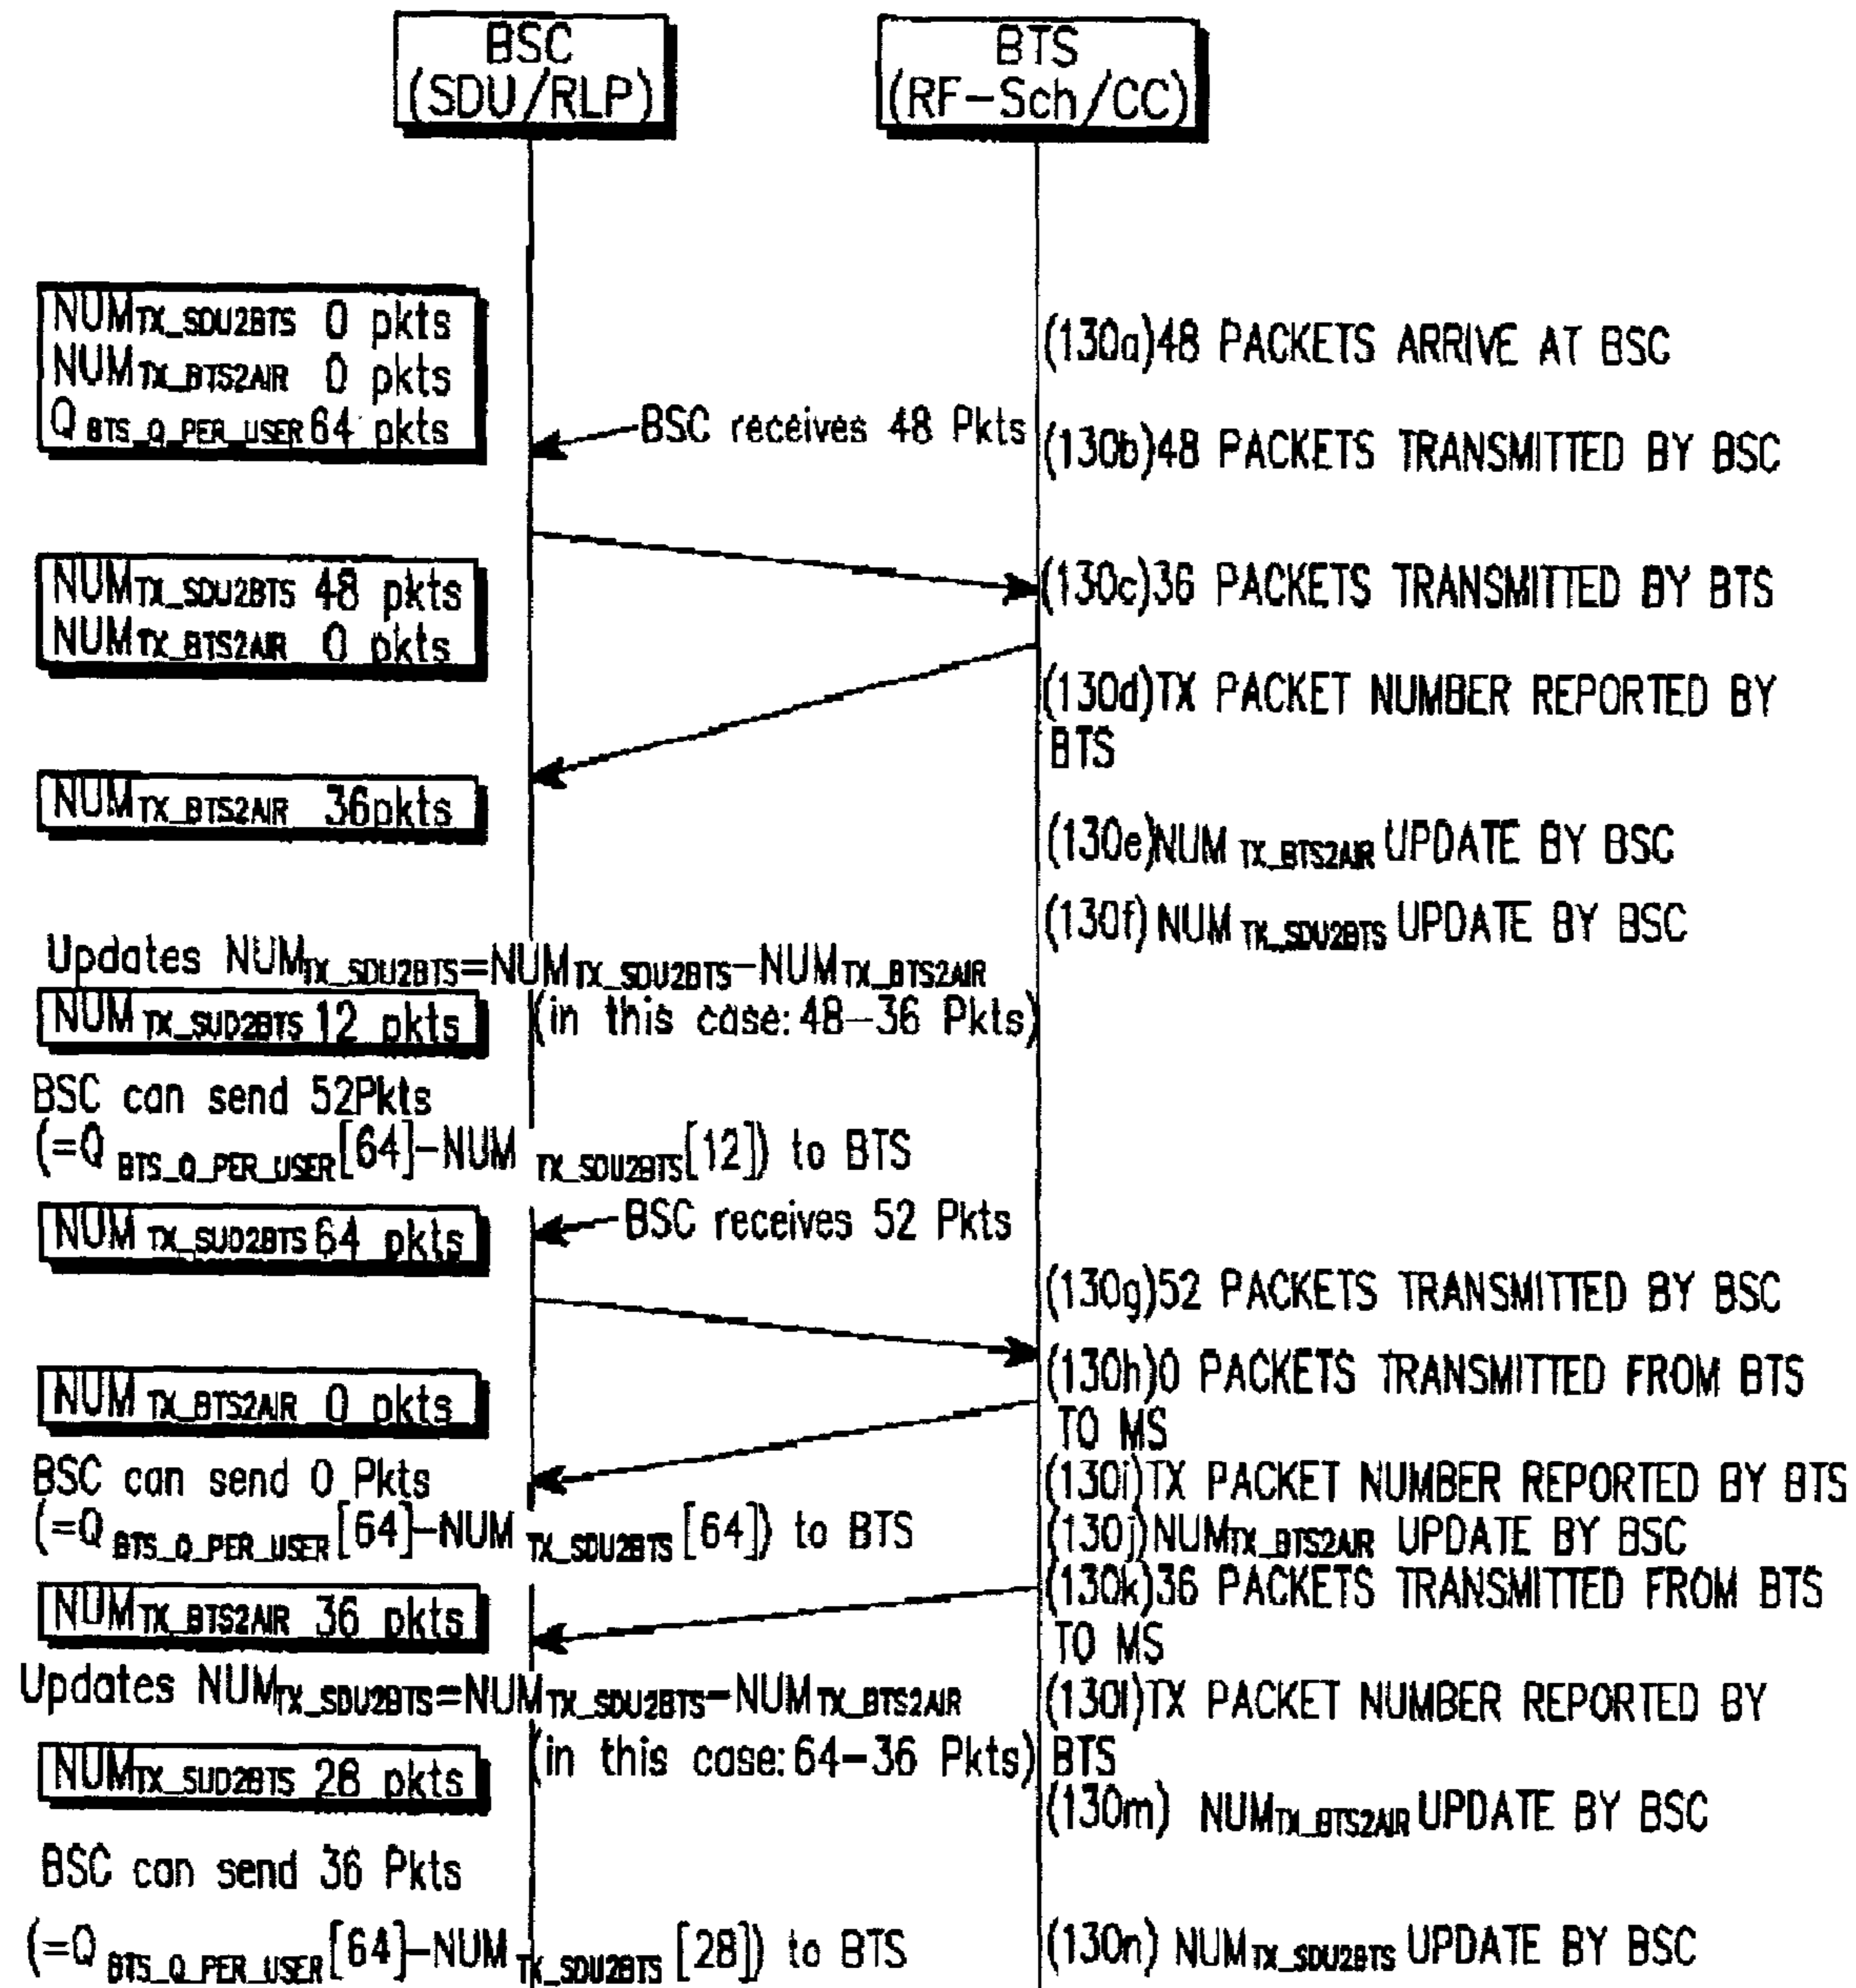 BSC
(SDU/RLP)
BTS
(RF-Sch/CC)
NUMTX_SDU2BTS 0 pkts
NUMTX_BTS2AIR 0 pkts
Q BTS_Q_PER_USER 64 pkts
(130a)48 PACKETS ARRIVE AT BSC
BSC receives 48 Pkts
(130b)48 PACKETS TRANSMITTED BY BSC
NUMTX_SDU2BTS 48 pkts
NUMTX_BTS2AIR 0 pkts
(130c)36 PACKETS TRANSMITTED BY BTS
(130d)TX PACKET NUMBER REPORTED BY
BTS
NUMTX_BTS2AIR 36pkts
(130e)NUM TX_BTS2AIR UPDATE BY BSC
(130f) NUM TX_SDU2BTS UPDATE BY BSC
Updates NUMTX_SDU2BTS=NUMTX_SDU2BTS-NUMTX_BTS2AIR
NUM TX_SUD2BTS 12 pkts
(in this case:48-36 Pkts)
BSC can send 52Pkts
(=Q BTS_Q_PER_USER[64]-NUM TX_SDU2BTS[12]) to BTS
NUM TX_SUD2BTS 64 pkts
BSC receives 52 Pkts
(130g)52 PACKETS TRANSMITTED BY BSC
(130h)0 PACKETS TRANSMITTED FROM BTS
TO MS
NUM TX_BTS2AIR 0 pkts
BSC can send 0 Pkts
(=Q BTS_Q_PER_USER[64]-NUM TX_SDU2BTS [64]) to BTS
(130i)TX PACKET NUMBER REPORTED BY BTS
(130j)NUMTX_BTS2AIR UPDATE BY BSC
(130k)36 PACKETS TRANSMITTED FROM BTS
TO MS
NUMTX_BTS2AIR 36 pkts
Updates NUMTX_SDU2BTS=NUMTX_SDU2BTS-NUMTX_BTS2AIR
(in this case:64-36 Pkts)
(130l)TX PACKET NUMBER REPORTED BY
BTS
NUMTX_SUD2BTS 28 pkts
(130m) NUMTX_BTS2AIR UPDATE BY BSC
BSC can send 36 Pkts
(=Q BTS_Q_PER_USER[64]-NUM TX_SDU2BTS [28]) to BTS
(130n) NUMTX_SDU2BTS UPDATE BY BSC